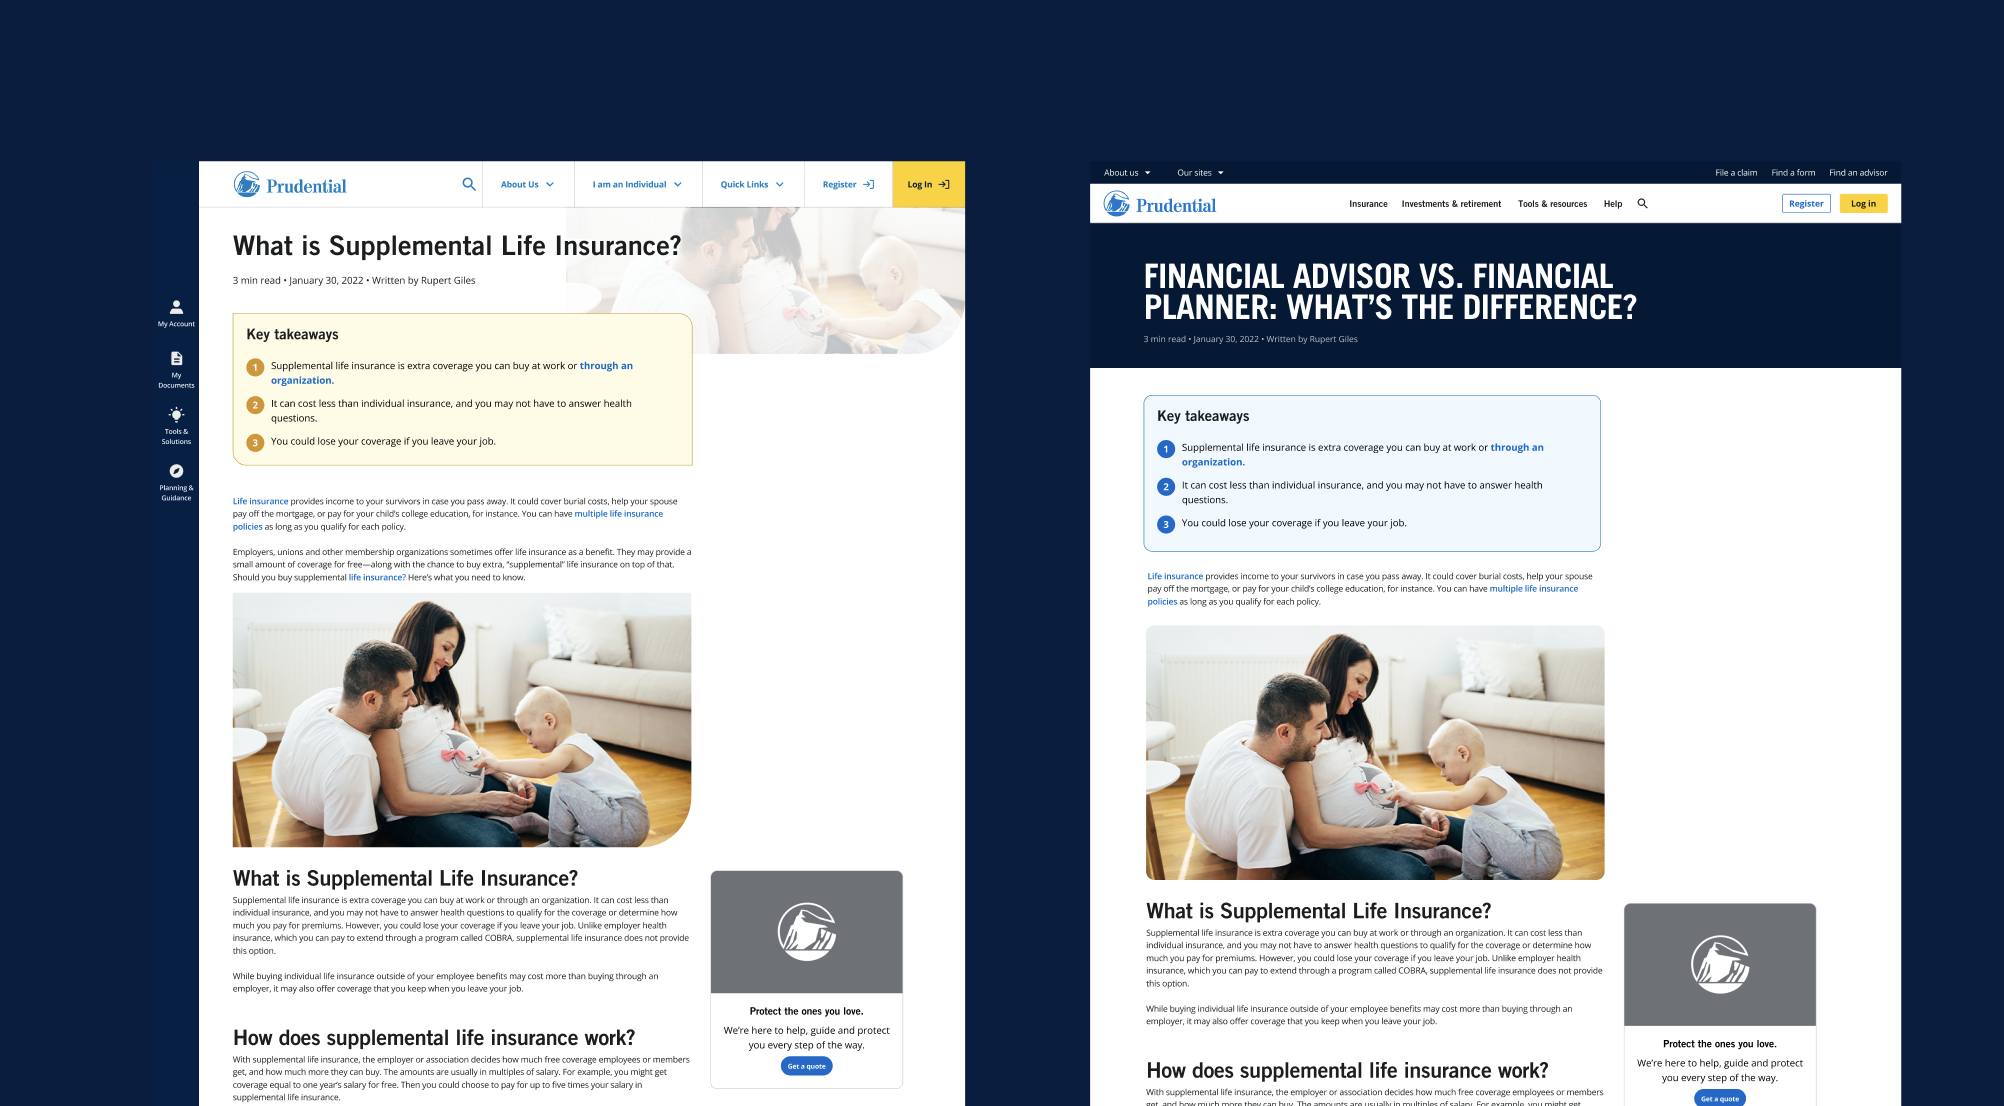 Prudential
About Us
I am an Individual
Quick Links
Register
Log In
My Account
My
Documents
Tools &
Solutions
Planning &
Guidance
What is Supplemental Life Insurance?
3 min read • January 30, 2022 • Written by Rupert Giles
Key takeaways
1 Supplemental life insurance is extra coverage you can buy at work or through an
organization.
2 It can cost less than individual insurance, and you may not have to answer health
questions.
3 You could lose your coverage if you leave your job.
Life insurance provides income to your survivors in case you pass away. It could cover burial costs, help your spouse
pay off the mortgage, or pay for your child's college education, for instance. You can have multiple life insurance
policies as long as you qualify for each policy.
Employers, unions and other membership organizations sometimes offer life insurance as a benefit. They may provide a
small amount of coverage for free—along with the chance to buy extra, "supplemental" life insurance on top of that.
Should you buy supplemental life insurance? Here's what you need to know.
What is Supplemental Life Insurance?
Supplemental life insurance is extra coverage you can buy at work or through an organization. It can cost less than
individual insurance, and you may not have to answer health questions to qualify for the coverage or determine how
much you pay for premiums. However, you could lose your coverage if you leave your job. Unlike employer health
insurance, which you can pay to extend through a program called COBRA, supplemental life insurance does not provide
this option.
While buying individual life insurance outside of your employee benefits may cost more than buying through an
employer, it may also offer coverage that you keep when you leave your job.
How does supplemental life insurance work?
With supplemental life insurance, the employer or association decides how much free coverage employees or members
get, and how much more they can buy. The amounts are usually in multiples of salary. For example, you might get
coverage equal to one year's salary for free. Then you could choose to pay for up to five times your salary in
supplemental life insurance.
Protect the ones you love.
We're here to help, guide and protect
you every step of the way.
Get a quote
About us
Our sites
File a claim
Find a form
Find an advisor
Prudential
Insurance
Investments & retirement
Tools & resources
Help
Register
Log in
FINANCIAL ADVISOR VS. FINANCIAL
PLANNER: WHAT'S THE DIFFERENCE?
3 min read • January 30, 2022 • Written by Rupert Giles
Key takeaways
1 Supplemental life insurance is extra coverage you can buy at work or through an
organization.
2 It can cost less than individual insurance, and you may not have to answer health
questions.
3 You could lose your coverage if you leave your job.
Life insurance provides income to your survivors in case you pass away. It could cover burial costs, help your spouse
pay off the mortgage, or pay for your child's college education, for instance. You can have multiple life insurance
policies as long as you qualify for each policy.
What is Supplemental Life Insurance?
Supplemental life insurance is extra coverage you can buy at work or through an organization. It can cost less than
individual insurance, and you may not have to answer health questions to qualify for the coverage or determine how
much you pay for premiums. However, you could lose your coverage if you leave your job. Unlike employer health
insurance, which you can pay to extend through a program called COBRA, supplemental life insurance does not provide
this option.
While buying individual life insurance outside of your employee benefits may cost more than buying through an
employer, it may also offer coverage that you keep when you leave your job.
How does supplemental life insurance work?
With supplemental life insurance, the employer or association decides how much free coverage employees or members
get, and how much more they can buy. The amounts are usually in multiples of salary. For example, you might get
Protect the ones you love.
We're here to help, guide and protect
you every step of the way.
Get a quote